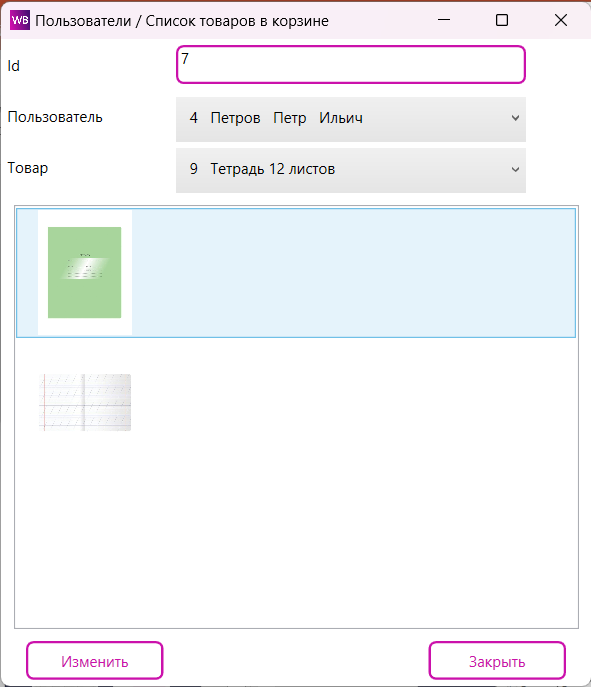 WB Пользователи / Список товаров в корзине
Id 7
Пользователь 4 Петров Петр Ильич
Товар 9 Тетрадь 12 листов
Изменить Закрыть